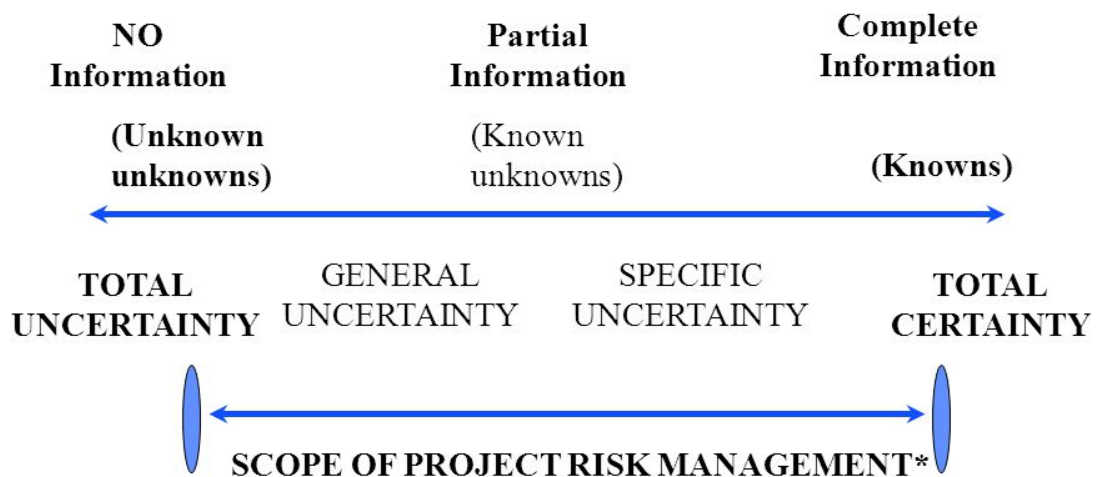 NO
Information
Partial
Information
Complete
Information
(Unknown
unknowns)
(Known
unknowns)
(Knowns)
TOTAL
UNCERTAINTY
GENERAL
UNCERTAINTY
SPECIFIC
UNCERTAINTY
TOTAL
CERTAINTY
SCOPE OF PROJECT RISK MANAGEMENT*